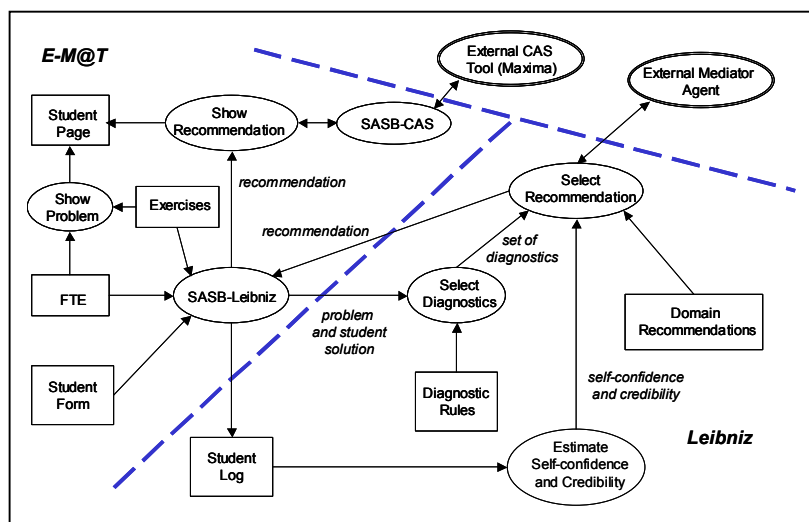 E-M@T
External CAS
Tool (Maxima)
External Mediator
Agent
Student
Page
Show
Recommendation
SASB-CAS
Select
Recommendation
recommendation
Show
Problem
Exercises
recommendation
set of
diagnostics
FTE
SASB-Leibniz
Select
Diagnostics
Domain
Recommendations
problem
and student
solution
Student
Form
Diagnostic
Rules
self-confidence
and credibility
Leibniz
Student
Log
Estimate
Self-confidence
and Credibility